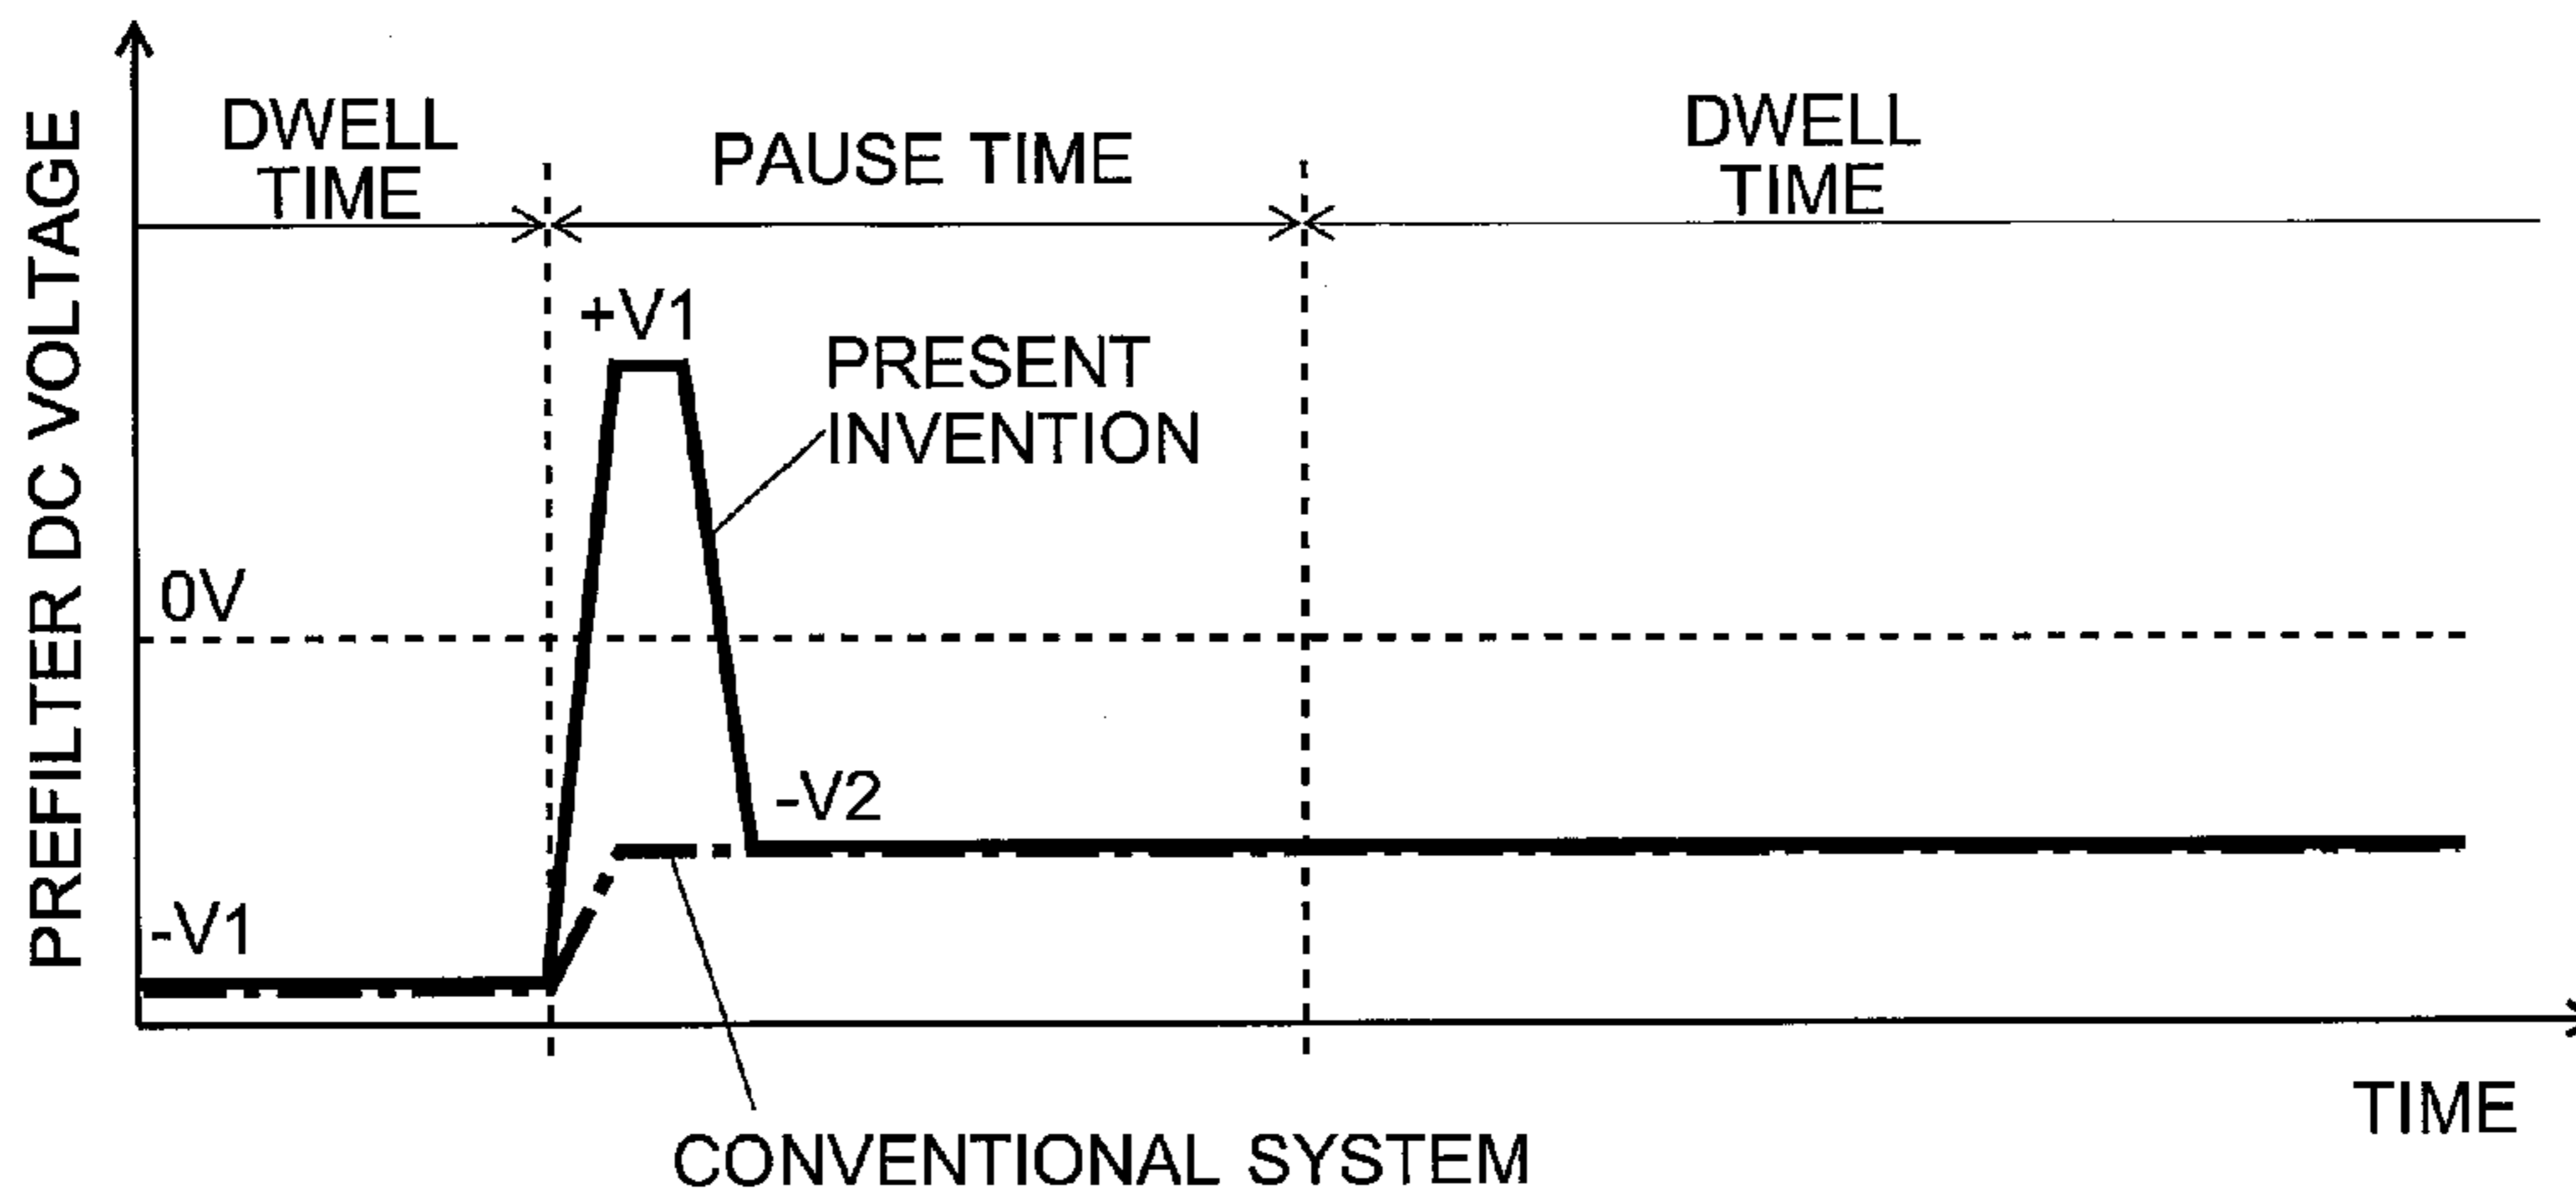 PREFILTER DC VOLTAGE
DWELL
TIME
PAUSE TIME
DWELL
TIME
+V1
PRESENT
INVENTION
0V
-V2
-V1
TIME
CONVENTIONAL SYSTEM